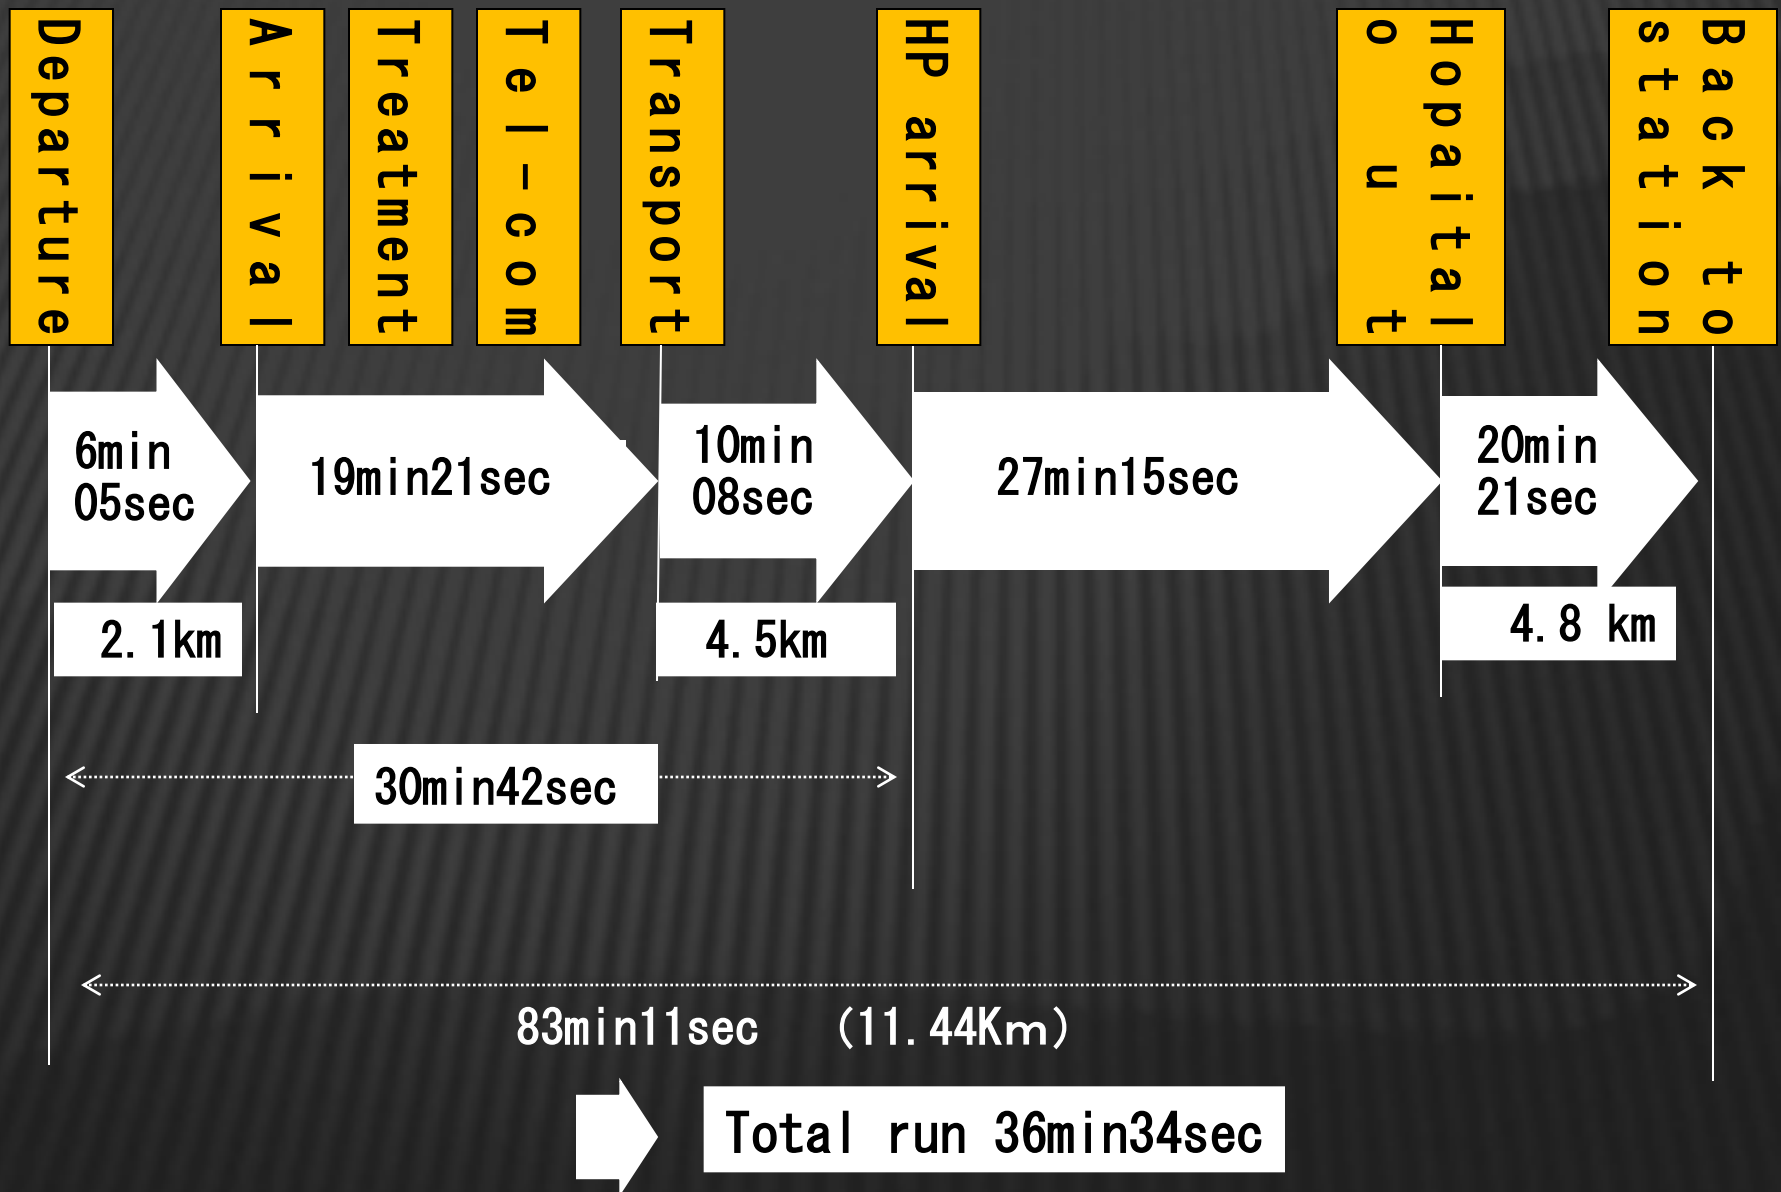 Departure
Arrival
Treatment
Tel-com
Transport
HP arrival
Hopaital
out
Back to
station
6min
05sec
19min21sec
10min
08sec
27min15sec
20min
21sec
2.1km
4.5km
4.8 km
30min42sec
83min11sec (11.44Km)
Total run 36min34sec